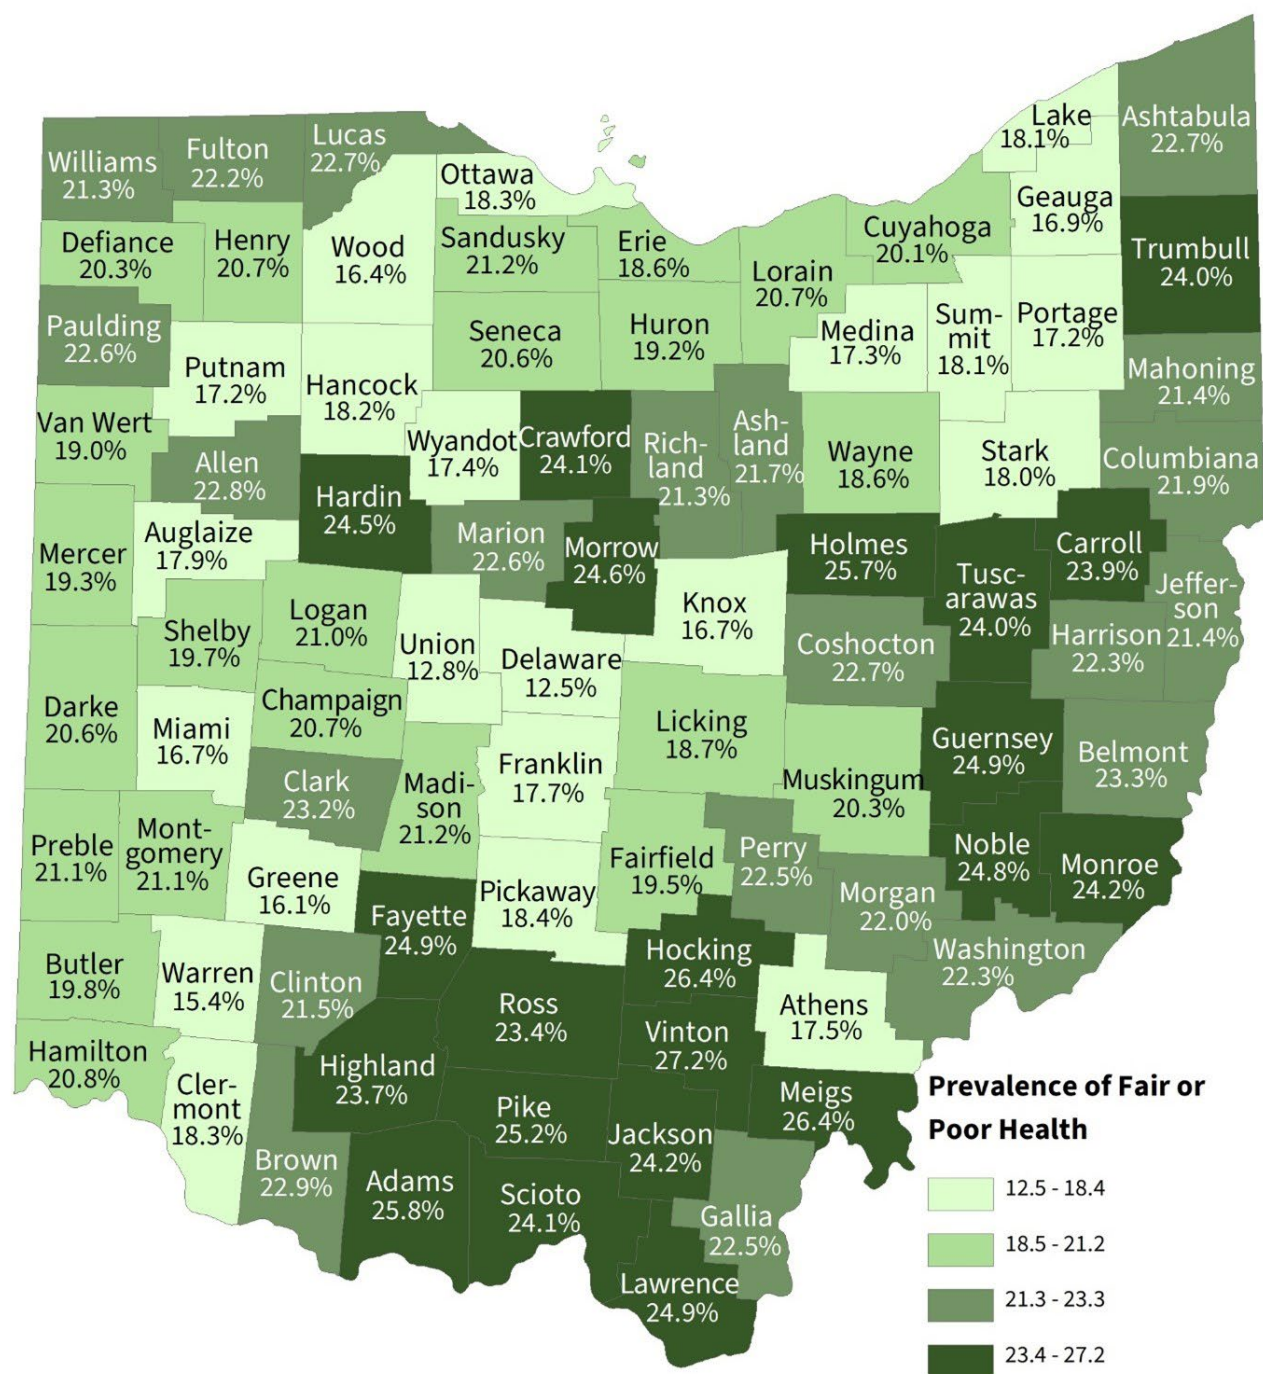 Lake
18.1%
Ashtabula
22.7%
Lucas
22.7%
Fulton
22.2%
Williams
21.3%
Ottawa
18.3%
Geauga
16.9%
Cuyahoga
20.1%
Defiance
20.3%
Henry
20.7%
Wood
16.4%
Sandusky
21.2%
Erie
18.6%
Lorain
20.7%
Trumbull
24.0%
Paulding
22.6%
Putnam
17.2%
Hancock
18.2%
Seneca
20.6%
Huron
19.2%
Medina
17.3%
Sum-
mit
18.1%
Portage
17.2%
Mahoning
21.4%
Van Wert
19.0%
Allen
22.8%
Wyandot
17.4%
Crawford
24.1%
Rich-
land
21.3%
Ash-
land
21.7%
Wayne
18.6%
Stark
18.0%
Columbiana
21.9%
Hardin
24.5%
Mercer
19.3%
Auglaize
17.9%
Marion
22.6%
Morrow
24.6%
Holmes
25.7%
Tusc-
arawas
24.0%
Carroll
23.9%
Jeffer-
son
21.4%
Shelby
19.7%
Logan
21.0%
Union
12.8%
Delaware
12.5%
Knox
16.7%
Coshocton
22.7%
Harrison
22.3%
Darke
20.6%
Miami
16.7%
Champaign
20.7%
Licking
18.7%
Guernsey
24.9%
Belmont
23.3%
Clark
23.2%
Madi-
son
21.2%
Franklin
17.7%
Muskingum
20.3%
Preble
21.1%
Mont-
gomery
21.1%
Greene
16.1%
Fairfield
19.5%
Perry
22.5%
Noble
24.8%
Monroe
24.2%
Fayette
24.9%
Pickaway
18.4%
Morgan
22.0%
Washington
22.3%
Butler
19.8%
Warren
15.4%
Clinton
21.5%
Hocking
26.4%
Ross
23.4%
Athens
17.5%
Hamilton
20.8%
Cler-
mont
18.3%
Highland
23.7%
Vinton
27.2%
Pike
25.2%
Jackson
24.2%
Meigs
26.4%
Brown
22.9%
Adams
25.8%
Scioto
24.1%
Gallia
22.5%
Lawrence
24.9%
Prevalence of Fair or
Poor Health
12.5 - 18.4
18.5 - 21.2
21.3 - 23.3
23.4 - 27.2